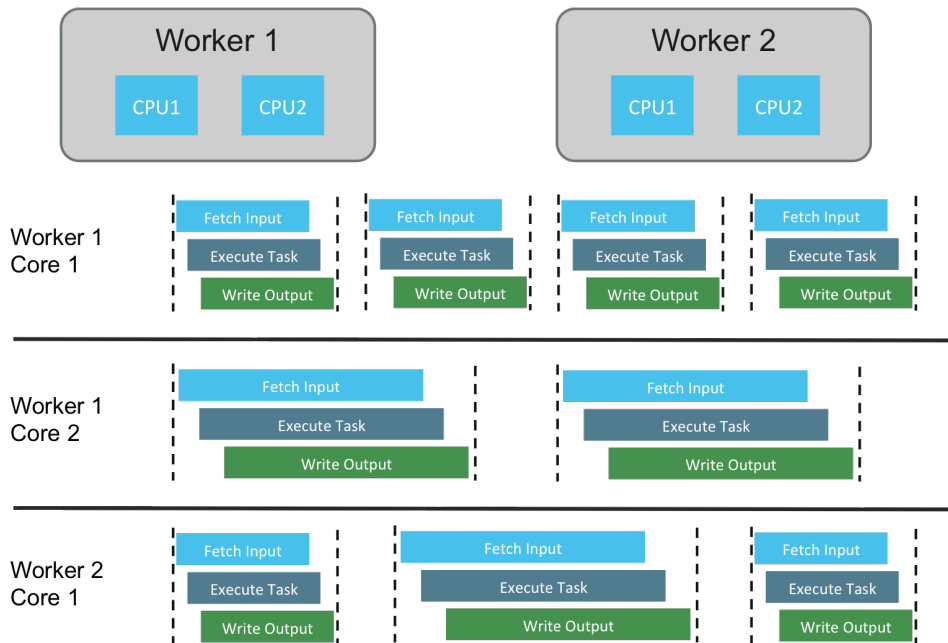 Worker 1
Worker 2
CPU1 CPU2
CPU1 CPU2
Worker 1
Core 1
Fetch Input Fetch Input Fetch Input Fetch Input
Execute Task Execute Task Execute Task Execute Task
Write Output Write Output Write Output Write Output
Worker 1
Core 2
Fetch Input Fetch Input
Execute Task Execute Task
Write Output Write Output
Worker 2
Core 1
Fetch Input Fetch Input Fetch Input
Execute Task Execute Task Execute Task
Write Output Write Output Write Output